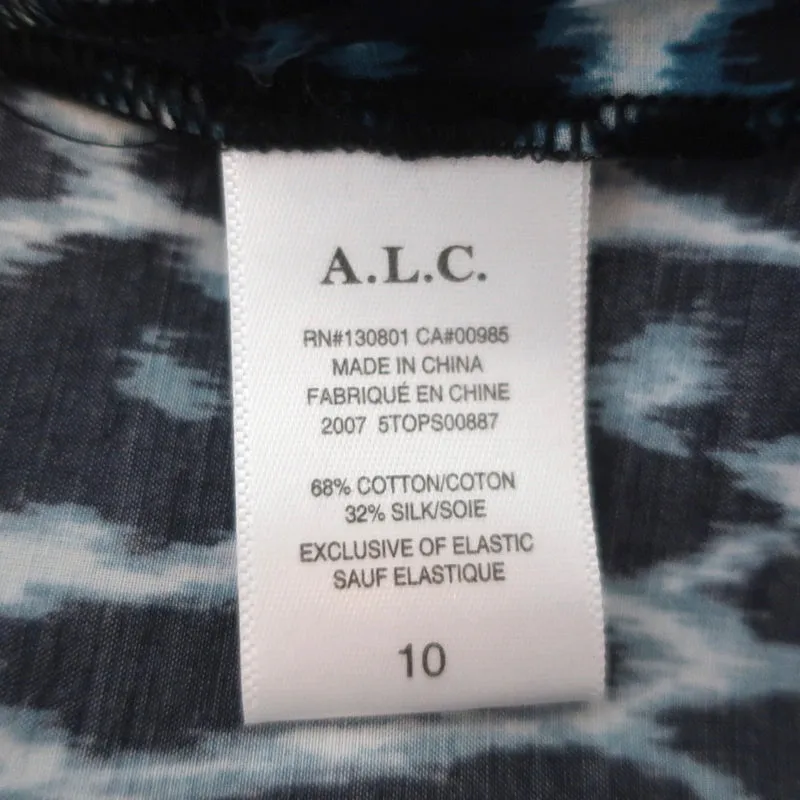 A.L.C.
RN#130801 CA#00985
MADE IN CHINA
FABRIQUÉ EN CHINE
2007 5TOPS00887
68% COTTON/COTON
32% SILK/SOIE
EXCLUSIVE OF ELASTIC
SAUF ELASTIQUE
10